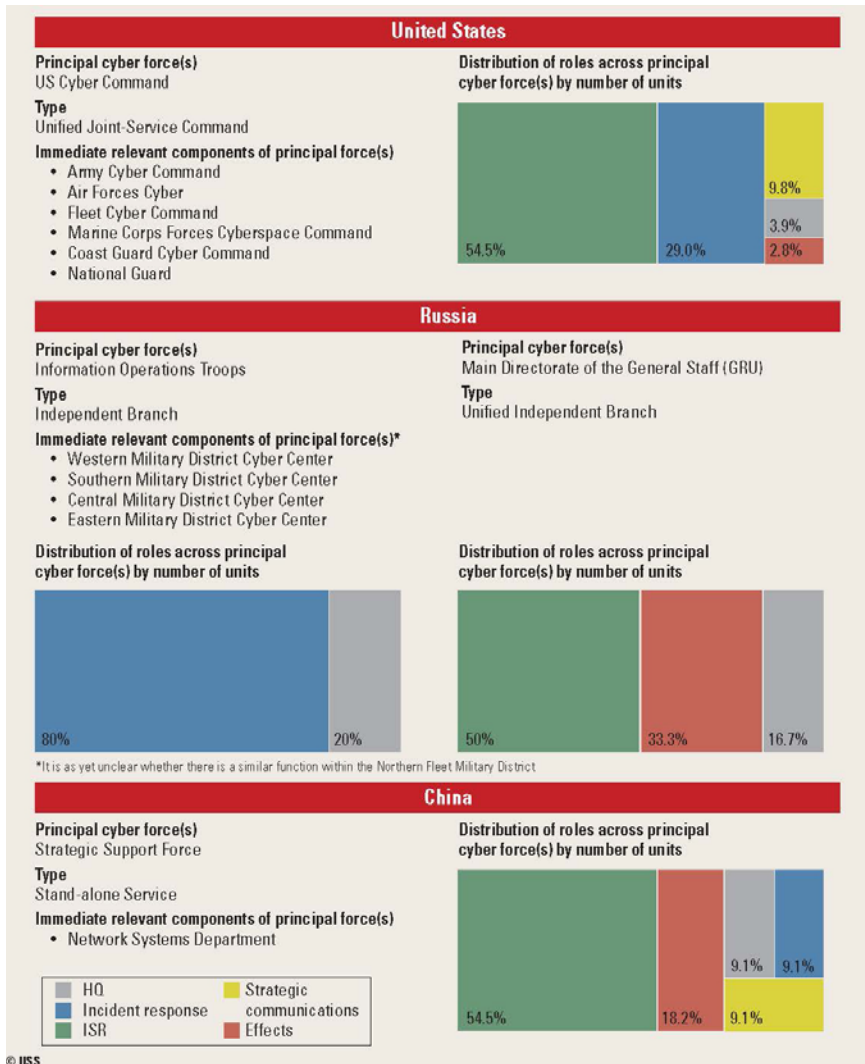 United States
Principal cyber force(s)
US Cyber Command
Type
Unified Joint-Service Command
Immediate relevant components of principal force(s)
• Army Cyber Command
• Air Forces Cyber
• Fleet Cyber Command
• Marine Corps Forces Cyberspace Command
• Coast Guard Cyber Command
• National Guard
Distribution of roles across principal
cyber force(s) by number of units
54.5%
29.0%
9.8%
3.9%
2.8%
Russia
Principal cyber force(s)
Information Operations Troops
Type
Independent Branch
Immediate relevant components of principal force(s)*
• Western Military District Cyber Center
• Southern Military District Cyber Center
• Central Military District Cyber Center
• Eastern Military District Cyber Center
Distribution of roles across principal
cyber force(s) by number of units
80%
20%
Principal cyber force(s)
Main Directorate of the General Staff (GRU)
Type
Unified Independent Branch
Distribution of roles across principal
cyber force(s) by number of units
50%
33.3%
16.7%
*It is as yet unclear whether there is a similar function within the Northern Fleet Military District
China
Principal cyber force(s)
Strategic Support Force
Type
Stand-alone Service
Immediate relevant components of principal force(s)
• Network Systems Department
Distribution of roles across principal
cyber force(s) by number of units
54.5%
18.2%
9.1%
9.1%
9.1%
HQ
Incident response
ISR
Strategic
communications
Effects
© IISS